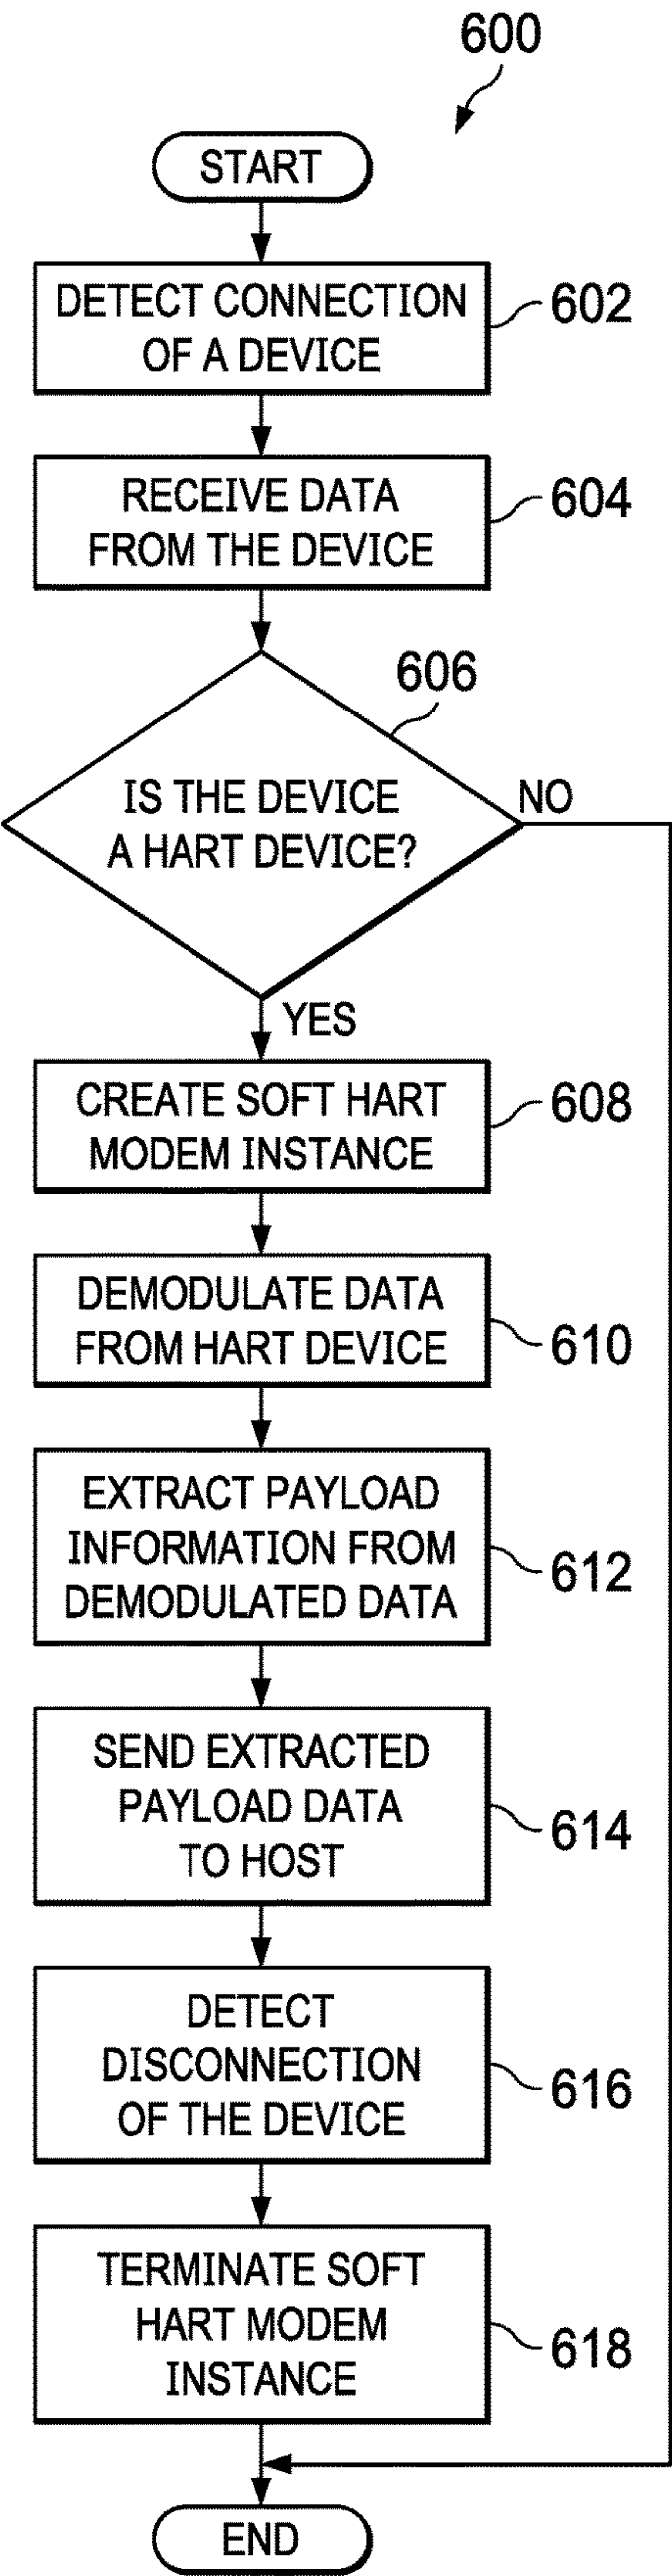 600
START
DETECT CONNECTION
OF A DEVICE
602
RECEIVE DATA
FROM THE DEVICE
604
606
IS THE DEVICE
A HART DEVICE?
NO
YES
CREATE SOFT HART
MODEM INSTANCE
608
DEMODULATE DATA
FROM HART DEVICE
610
EXTRACT PAYLOAD
INFORMATION FROM
DEMODULATED DATA
612
SEND EXTRACTED
PAYLOAD DATA
TO HOST
614
DETECT
DISCONNECTION
OF THE DEVICE
616
TERMINATE SOFT
HART MODEM
INSTANCE
618
END